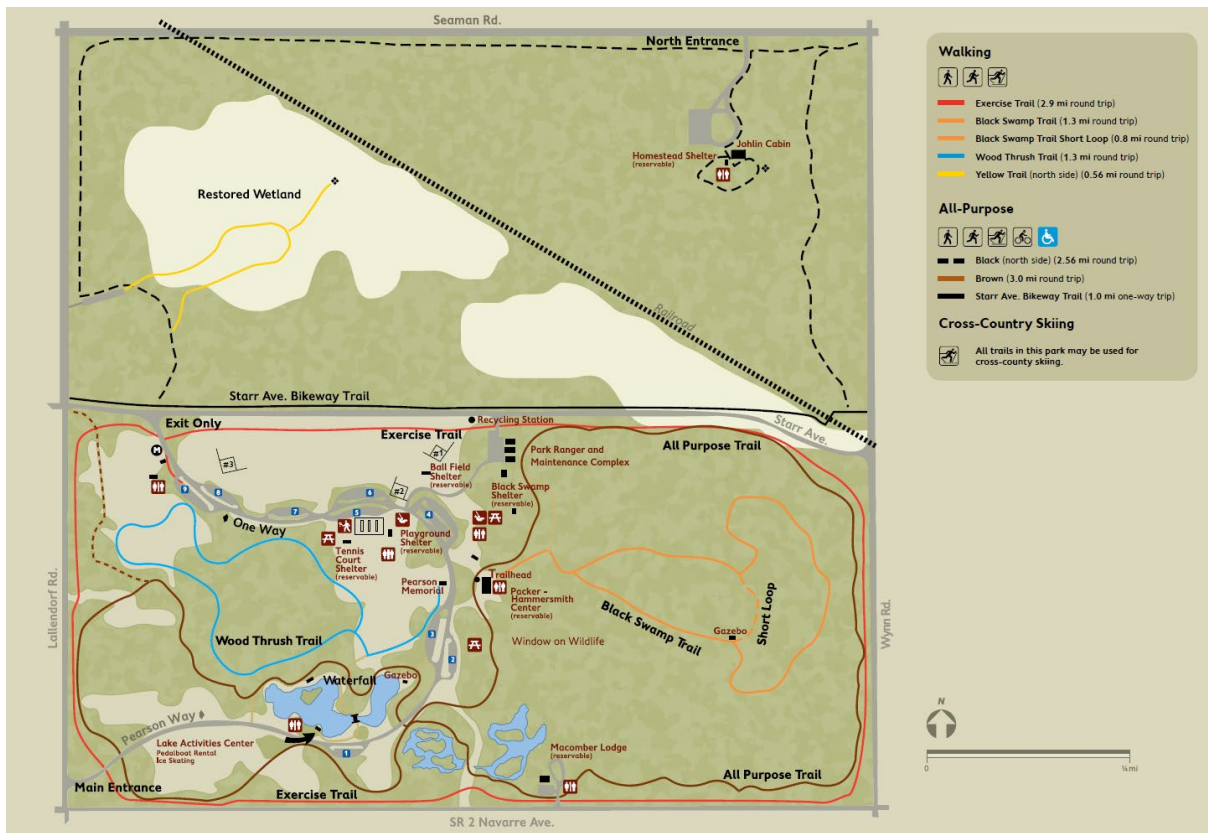 Seaman Rd.
North Entrance
Johlin Cabin
Homestead Shelter
(reservable)
Restored Wetland
Railroad
Starr Ave. Bikeway Trail
Starr Ave.
Exit Only
Exercise Trail
Recycling Station
All Purpose Trail
Park Ranger and
Maintenance Complex
#1
#2
#3
Ball Field
Shelter
(reservable)
Black Swamp
Shelter
(reservable)
M
9
8
7
6
5
4
One Way
Tennis
Court
Shelter
(reservable)
Playground
Shelter
(reservable)
Pearson
Memorial
Trailhead
Packer -
Hammersmith
Center
(reservable)
Lallendorf Rd.
Wynn Rd.
Wood Thrush Trail
Black Swamp Trail
Short Loop
Gazebo
Window on Wildlife
3
2
Waterfall
Gazebo
Pearson Way
Lake Activities Center
Pedalboat Rental
Ice Skating
1
Macomber Lodge
(reservable)
Main Entrance
Exercise Trail
All Purpose Trail
SR 2 Navarre Ave.
Walking
Exercise Trail (2.9 mi round trip)
Black Swamp Trail (1.3 mi round trip)
Black Swamp Trail Short Loop (0.8 mi round trip)
Wood Thrush Trail (1.3 mi round trip)
Yellow Trail (north side) (0.56 mi round trip)
All-Purpose
Black (north side) (2.56 mi round trip)
Brown (3.0 mi round trip)
Starr Ave. Bikeway Trail (1.0 mi one-way trip)
Cross-Country Skiing
All trails in this park may be used for
cross-county skiing.
N
0
¼ mi